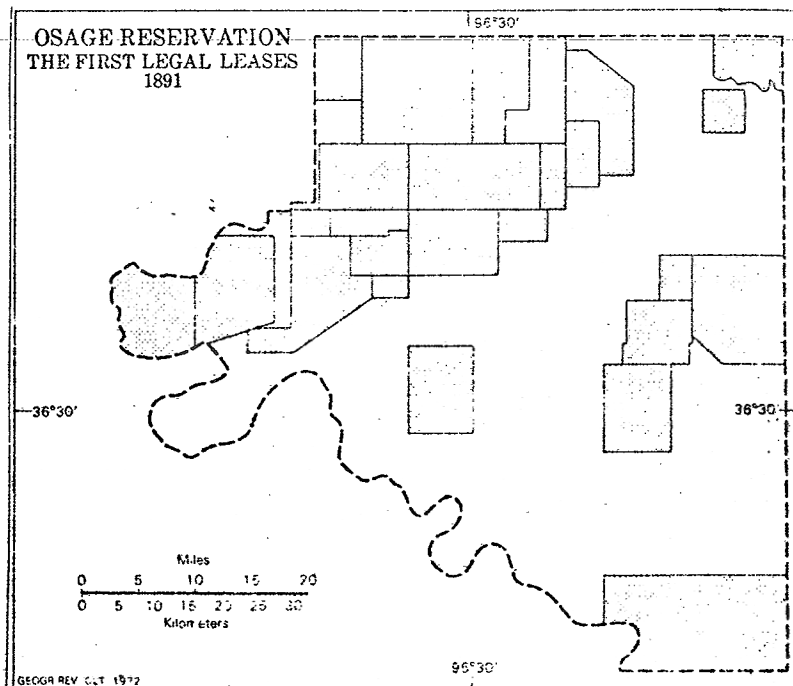 OSAGE RESERVATION
THE FIRST LEGAL LEASES
1891
96°30'
36°30'
36°30'
Miles
0 5 10 15 20
0 5 10 15 20 25 30
Kilometers
GEOGR REV OCT 1972
96°30'